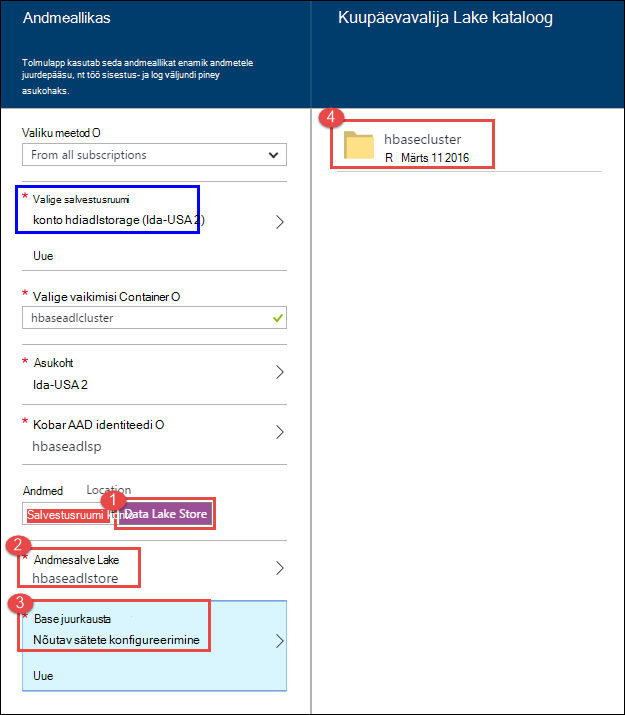 Andmeallikas
Tolmulapp kasutab seda andmeallikat enamik andmetele
juurdepääsu, nt töö sisestus- ja log väljundi piney
asukohaks.
Valiku meetod O
From all subscriptions
* Valige salvestusruumi
konto hdiadlstorage (Ida-USA 2)
Uue
* Valige vaikimisi Container O
hbaseadlcluster
* Asukoht
Ida-USA 2
* Kobar AAD identiteedi O
hbaseadlsp
Andmed Location
1
Salvestusruumi konto Data Lake Store
2
* Andmesalve Lake
hbaseadlstore
3
* Base juurkausta
Nõutav sätete konfigureerimine
Uue
Kuupäevavalija Lake kataloog
4
hbasecluster
R Märts 11 2016